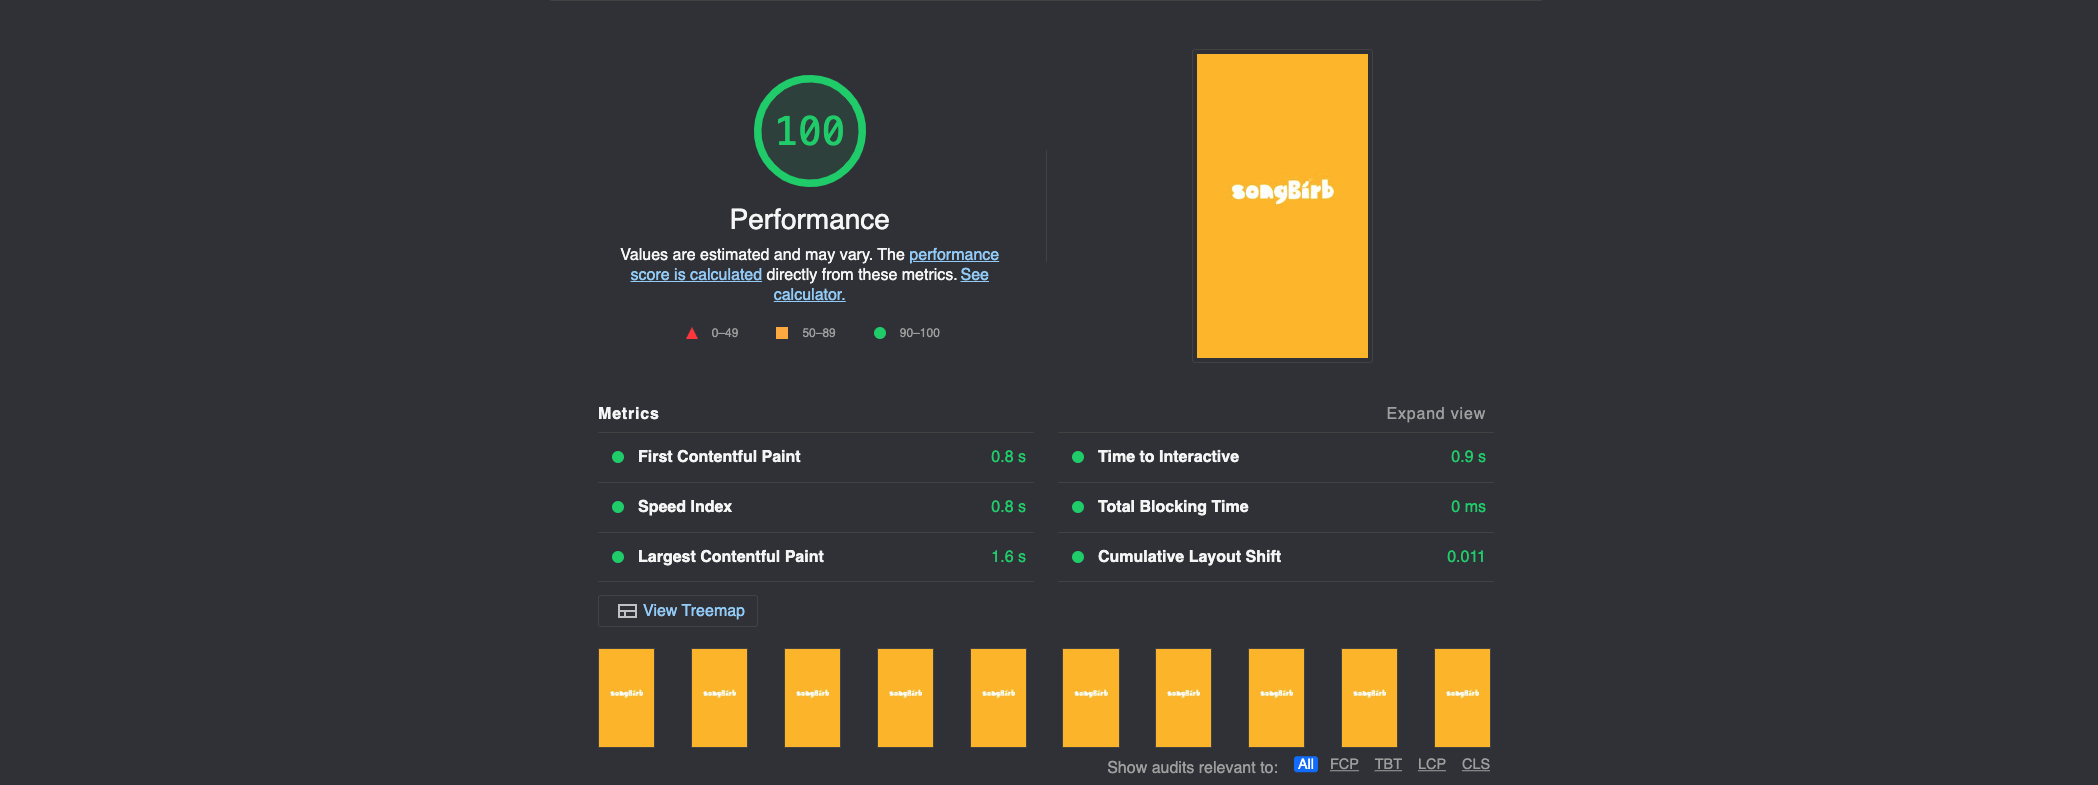 100
Performance
Values are estimated and may vary. The performance
score is calculated directly from these metrics. See
calculator.
0–49 50–89 90–100
songBirb
Metrics
Expand view
First Contentful Paint 0.8 s
Time to Interactive 0.9 s
Speed Index 0.8 s
Total Blocking Time 0 ms
Largest Contentful Paint 1.6 s
Cumulative Layout Shift 0.011
View Treemap
songBirb songBirb songBirb songBirb songBirb songBirb songBirb songBirb songBirb songBirb
Show audits relevant to: All FCP TBT LCP CLS